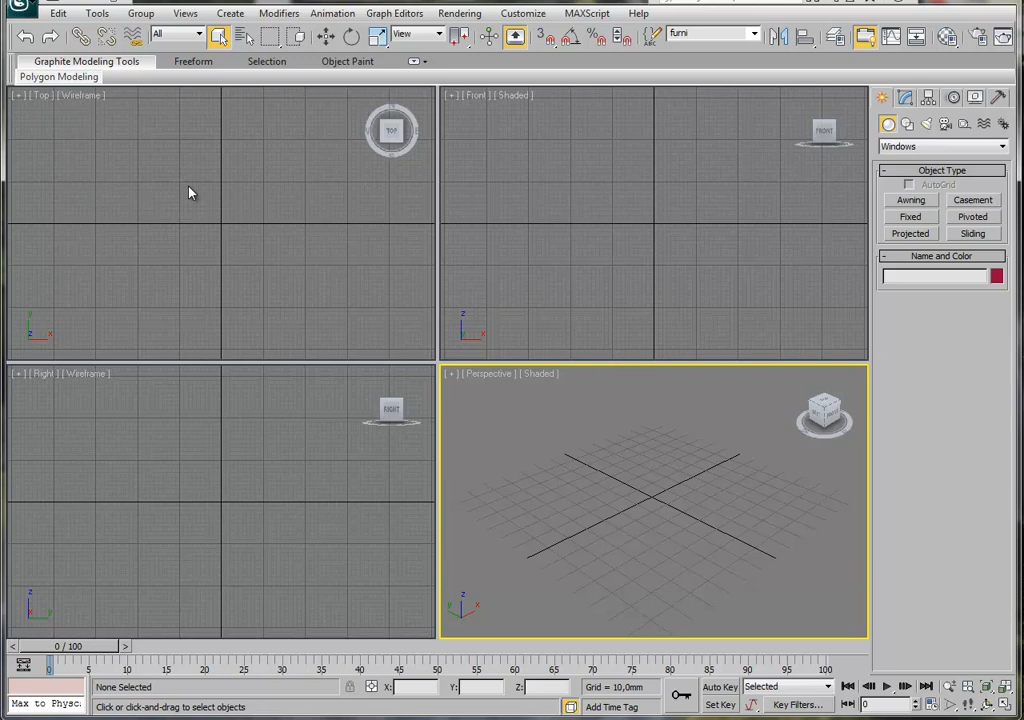 Edit Tools Group Views Create Modifiers Animation Graph Editors Rendering Customize MAXScript Help
All View 3 furni
Graphite Modeling Tools Freeform Selection Object Paint
Polygon Modeling
[ + ] [ Top ] [ Wireframe ]
TOP
y
z x
[ + ] [ Front ] [ Shaded ]
FRONT
z
x
Windows
- Object Type
AutoGrid
Awning Casement
Fixed Pivoted
Projected Sliding
- Name and Color
[ + ] [ Right ] [ Wireframe ]
RIGHT
z
x y
[ + ] [ Perspective ] [ Shaded ]
z
y x
< 0 / 100 >
0 5 10 15 20 25 30 35 40 45 50 55 60 65 70 75 80 85 90 95 100
None Selected X: Y: Z: Grid = 10,0mm Auto Key Selected
Max to Physc: Click or click-and-drag to select objects Add Time Tag Set Key Key Filters... 0